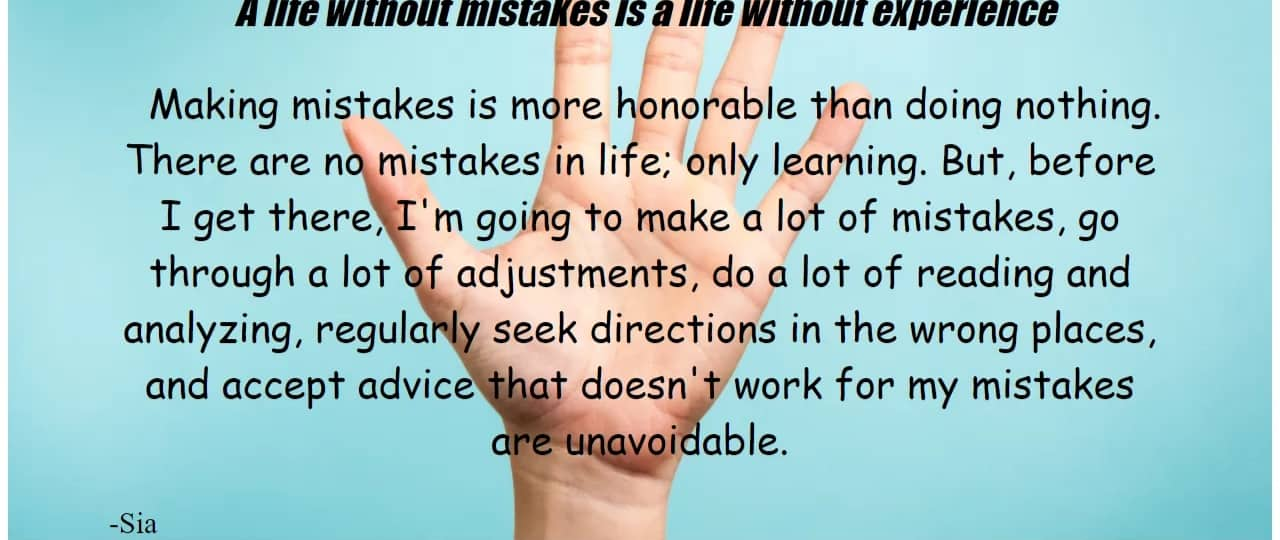 A life without mistakes is a life without experience
Making mistakes is more honorable than doing nothing.
There are no mistakes in life; only learning. But, before
I get there, I'm going to make a lot of mistakes, go
through a lot of adjustments, do a lot of reading and
analyzing, regularly seek directions in the wrong places,
and accept advice that doesn't work for my mistakes
are unavoidable.
-Sia